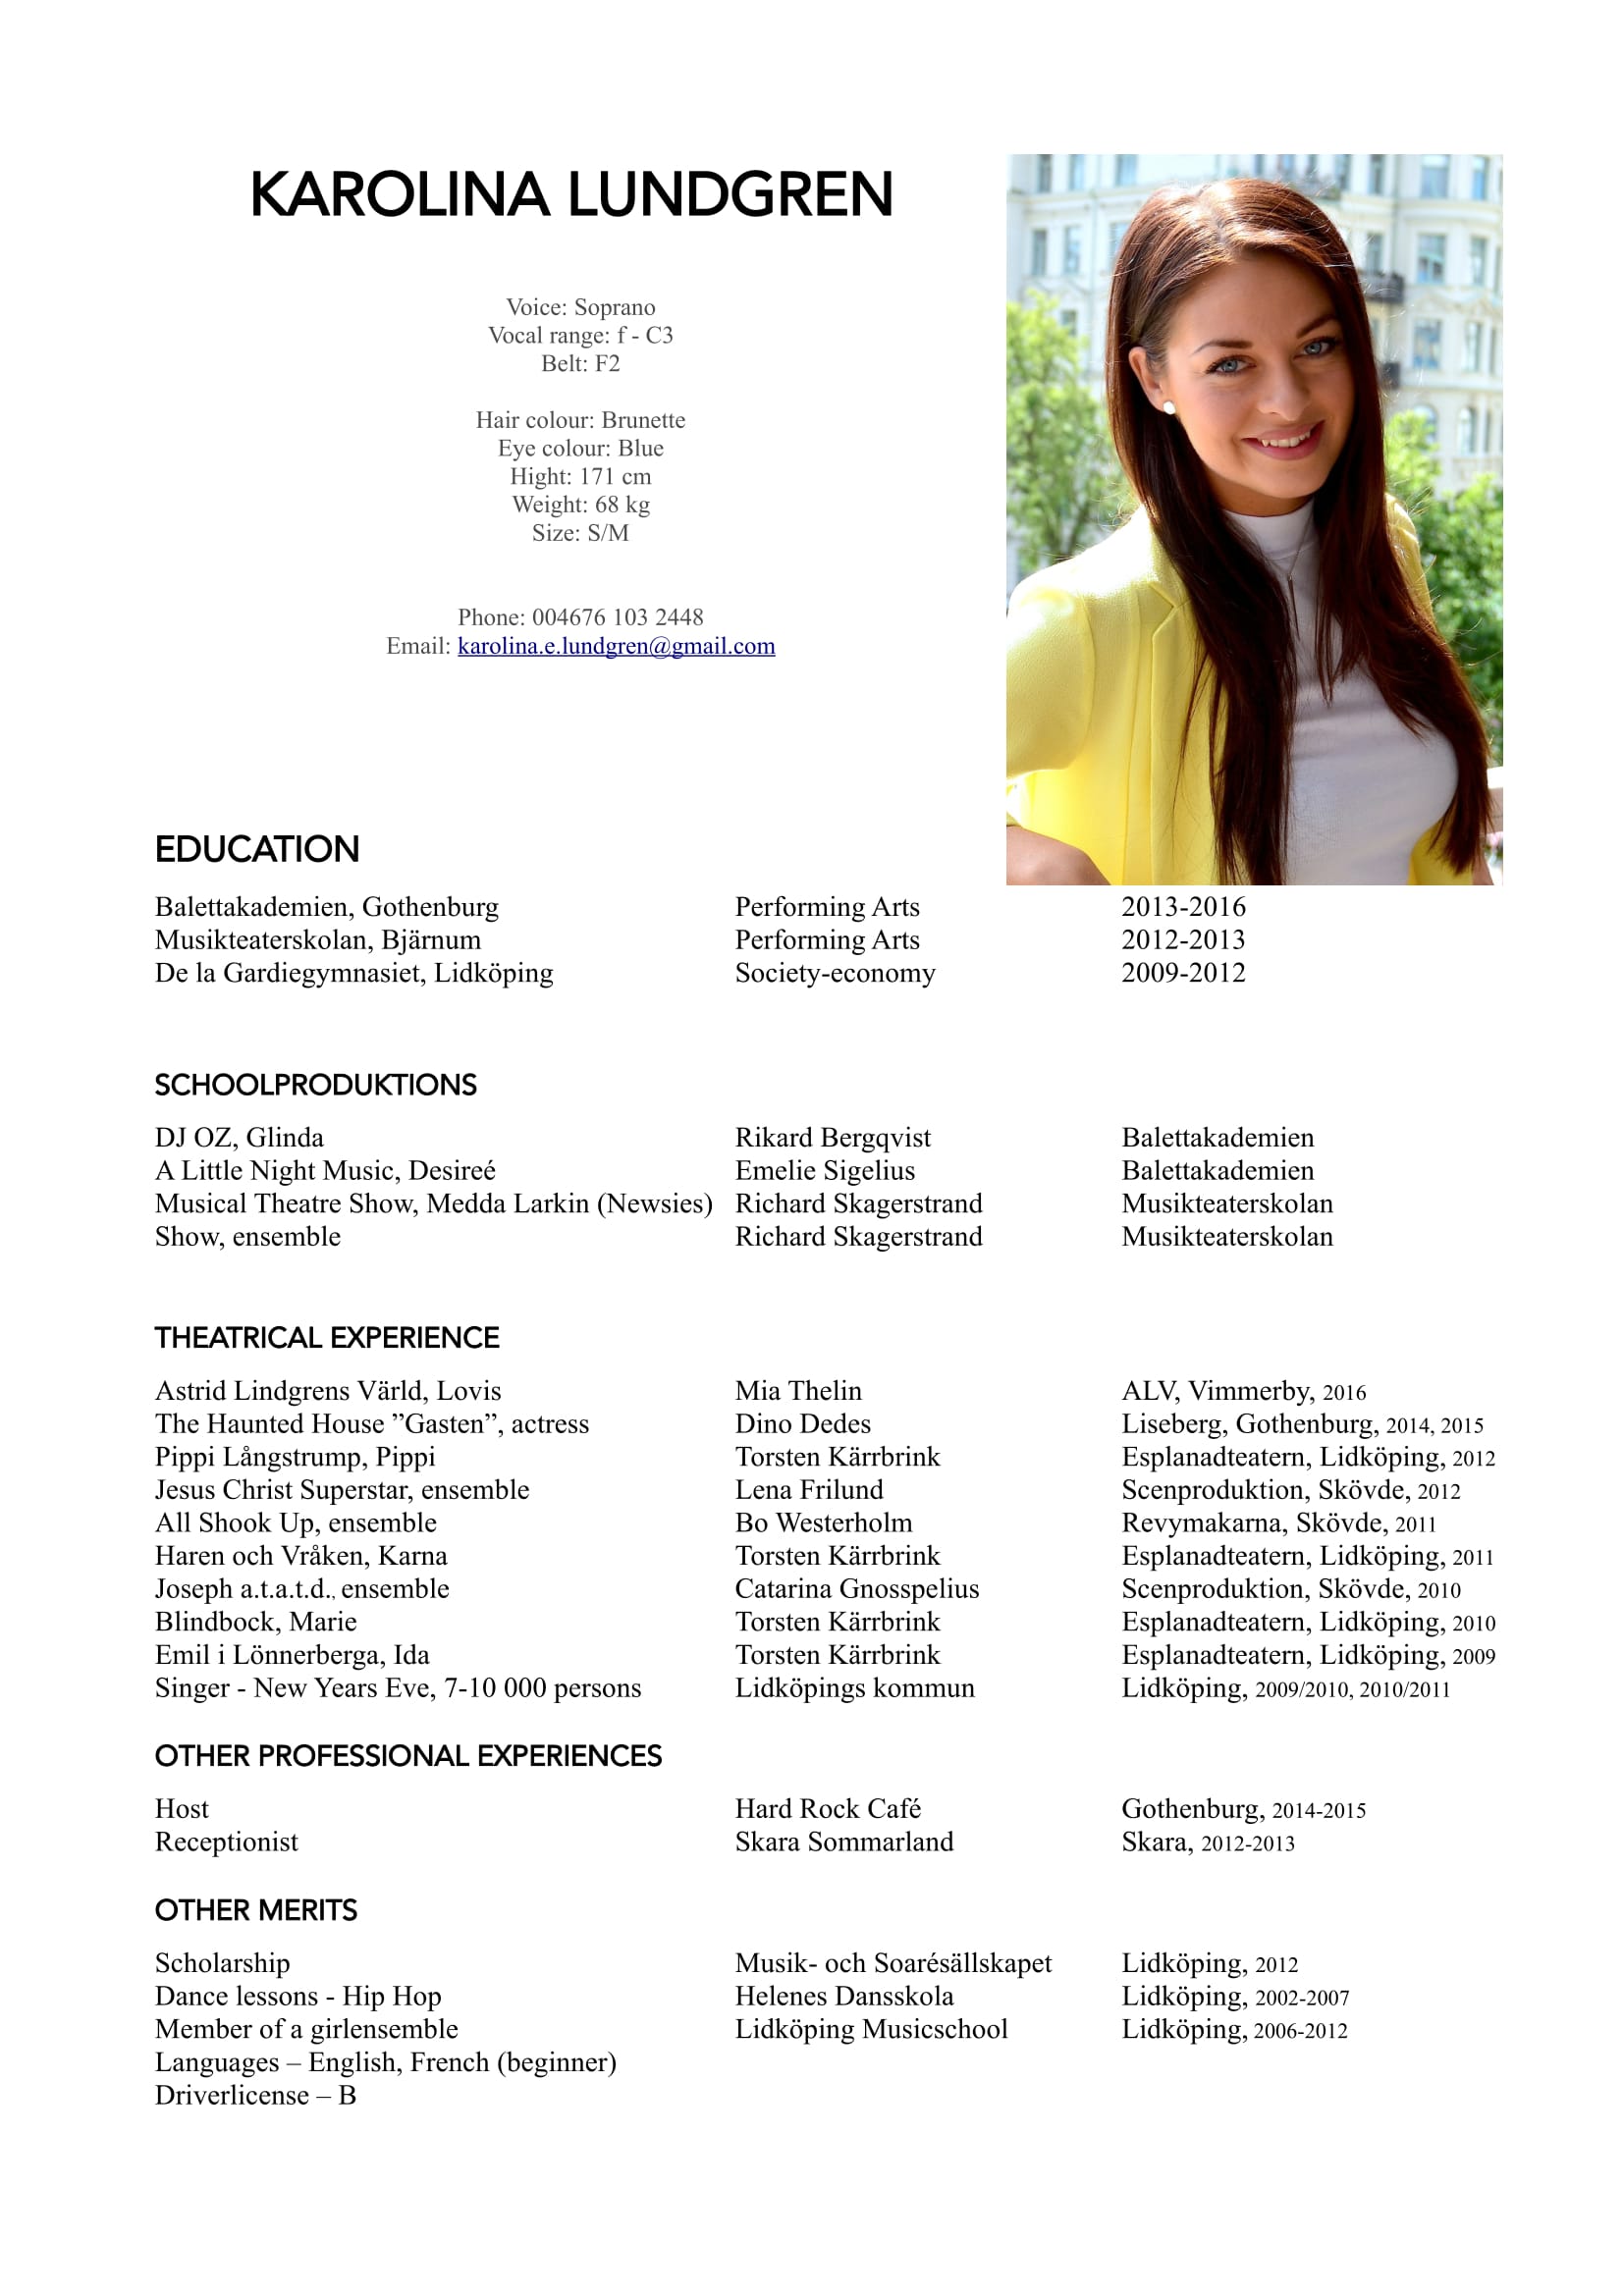 KAROLINA LUNDGREN
Voice: Soprano
Vocal range: f - C3
Belt: F2
Hair colour: Brunette
Eye colour: Blue
Hight: 171 cm
Weight: 68 kg
Size: S/M
Phone: 004676 103 2448
Email: karolina.e.lundgren@gmail.com
EDUCATION
Balettakademien, Gothenburg Performing Arts 2013-2016
Musikteaterskolan, Bjärnum Performing Arts 2012-2013
De la Gardiegymnasiet, Lidköping Society-economy 2009-2012
SCHOOLPRODUKTIONS
DJ OZ, Glinda Rikard Bergqvist Balettakademien
A Little Night Music, Desireé Emelie Sigelius Balettakademien
Musical Theatre Show, Medda Larkin (Newsies) Richard Skagerstrand Musikteaterskolan
Show, ensemble Richard Skagerstrand Musikteaterskolan
THEATRICAL EXPERIENCE
Astrid Lindgrens Värld, Lovis Mia Thelin ALV, Vimmerby, 2016
The Haunted House ”Gasten”, actress Dino Dedes Liseberg, Gothenburg, 2014, 2015
Pippi Långstrump, Pippi Torsten Kärrbrink Esplanadteatern, Lidköping, 2012
Jesus Christ Superstar, ensemble Lena Frilund Scenproduktion, Skövde, 2012
All Shook Up, ensemble Bo Westerholm Revymakarna, Skövde, 2011
Haren och Vråken, Karna Torsten Kärrbrink Esplanadteatern, Lidköping, 2011
Joseph a.t.a.t.d., ensemble Catarina Gnosspelius Scenproduktion, Skövde, 2010
Blindbock, Marie Torsten Kärrbrink Esplanadteatern, Lidköping, 2010
Emil i Lönnerberga, Ida Torsten Kärrbrink Esplanadteatern, Lidköping, 2009
Singer - New Years Eve, 7-10 000 persons Lidköpings kommun Lidköping, 2009/2010, 2010/2011
OTHER PROFESSIONAL EXPERIENCES
Host Hard Rock Café Gothenburg, 2014-2015
Receptionist Skara Sommarland Skara, 2012-2013
OTHER MERITS
Scholarship Musik- och Soarésällskapet Lidköping, 2012
Dance lessons - Hip Hop Helenes Dansskola Lidköping, 2002-2007
Member of a girlensemble Lidköping Musicschool Lidköping, 2006-2012
Languages – English, French (beginner)
Driverlicense – B